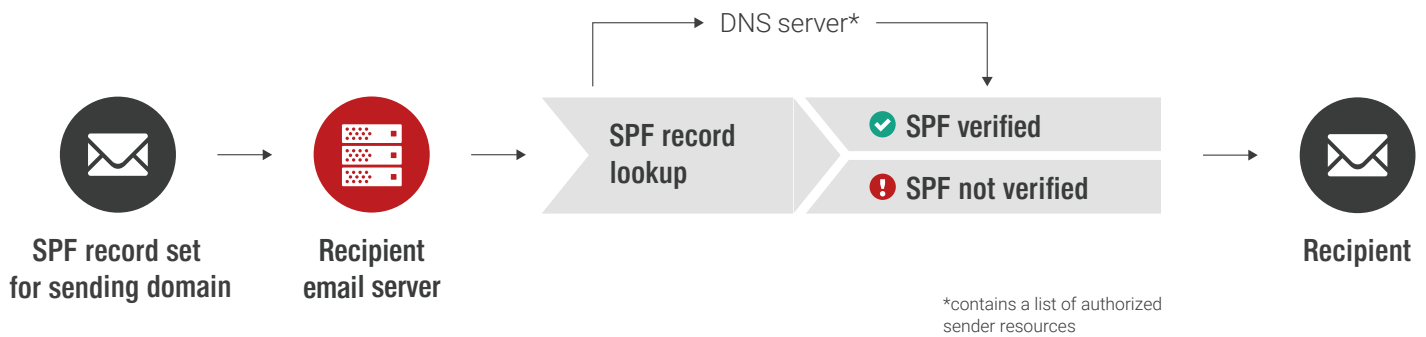 DNS server*
SPF record
lookup
SPF verified
SPF not verified
SPF record set
for sending domain
Recipient
email server
Recipient
*contains a list of authorized
sender resources